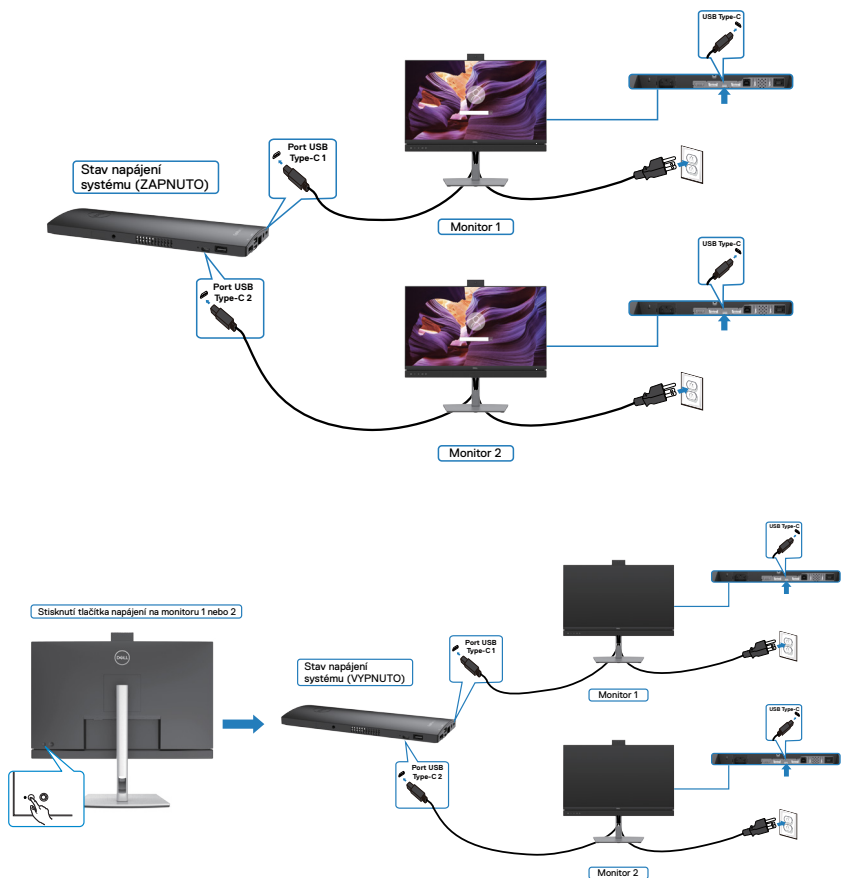 USB Type-C
Port USB
Type-C 1
Stav napájení
systému (ZAPNUTO)
Monitor 1
USB Type-C
Port USB
Type-C 2
Monitor 2
USB Type-C
Stisknutí tlačítka napájení na monitoru 1 nebo 2
DELL
Port USB
Type-C 1
Stav napájení
systému (VYPNUTO)
Monitor 1
USB Type-C
Port USB
Type-C 2
Monitor 2